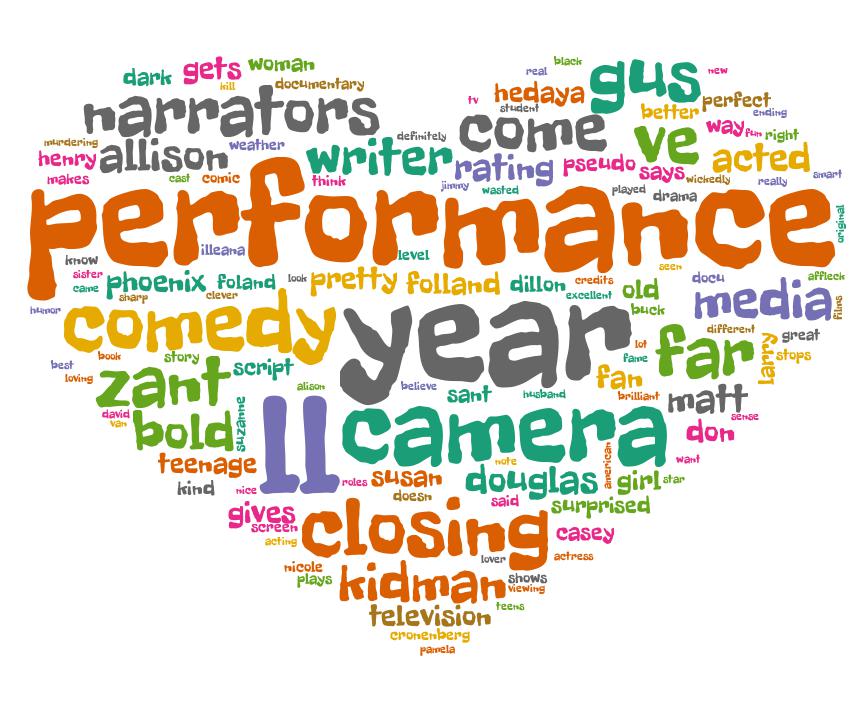 black
real
new
woman
gets
dark
kill
documentary
gus
tv
hedaya
student
perfect
better
ending
narrators
come
definitely
ve
way
fun
right
murdering
weather
henry
allison
writer
rating
pseudo
says
acted
makes
cast
comic
think
jimmy
wasted
played
drama
wickedly
really
smart
performance
original
illeana
level
know
sister
came
phoenix
foland
look
pretty
folland
dillon
seen
credits
excellent
old
buck
docu
affleck
media
films
sharp
clever
humor
comedy
year
different
great
larry
stops
lot
fame
far
book
story
best
loving
zant
script
alison
believe
sant
husband
fan
brilliant
matt
sense
david
van
bold
suzanne
ll
camera
don
want
teenage
kind
nice
roles
susan
doesn
note
douglas
american
girl
star
said
surprised
gives
screen
acting
closing
casey
lover
actress
nicole
plays
kidman
shows
viewing
television
teens
cronenberg
pamela